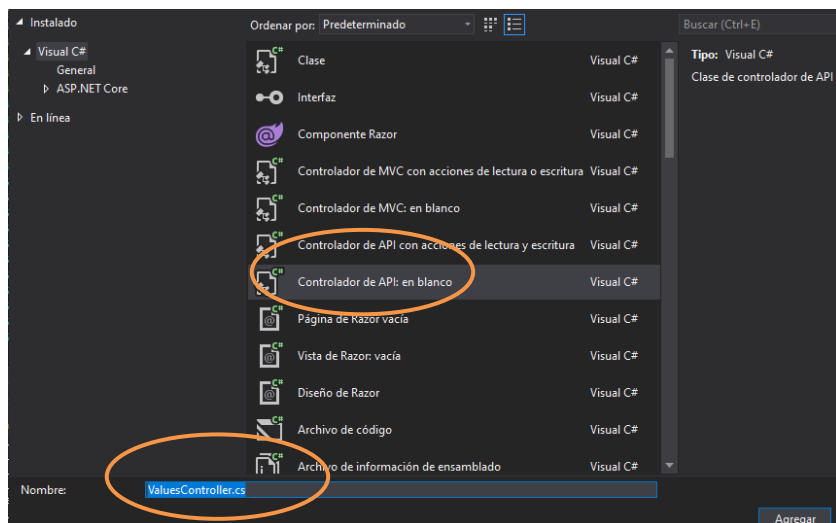 Instalado
Visual C#
General
ASP.NET Core
En línea
Ordenar por: Predeterminado
Clase Visual C#
Interfaz Visual C#
Componente Razor Visual C#
Controlador de MVC con acciones de lectura o escritura Visual C#
Controlador de MVC: en blanco Visual C#
Controlador de API con acciones de lectura y escritura Visual C#
Controlador de API: en blanco Visual C#
Página de Razor vacía Visual C#
Vista de Razor: vacía Visual C#
Diseño de Razor Visual C#
Archivo de código Visual C#
Archivo de información de ensamblado Visual C#
Buscar (Ctrl+E)
Tipo: Visual C#
Clase de controlador de API
Nombre: ValuesController.cs
Agregar